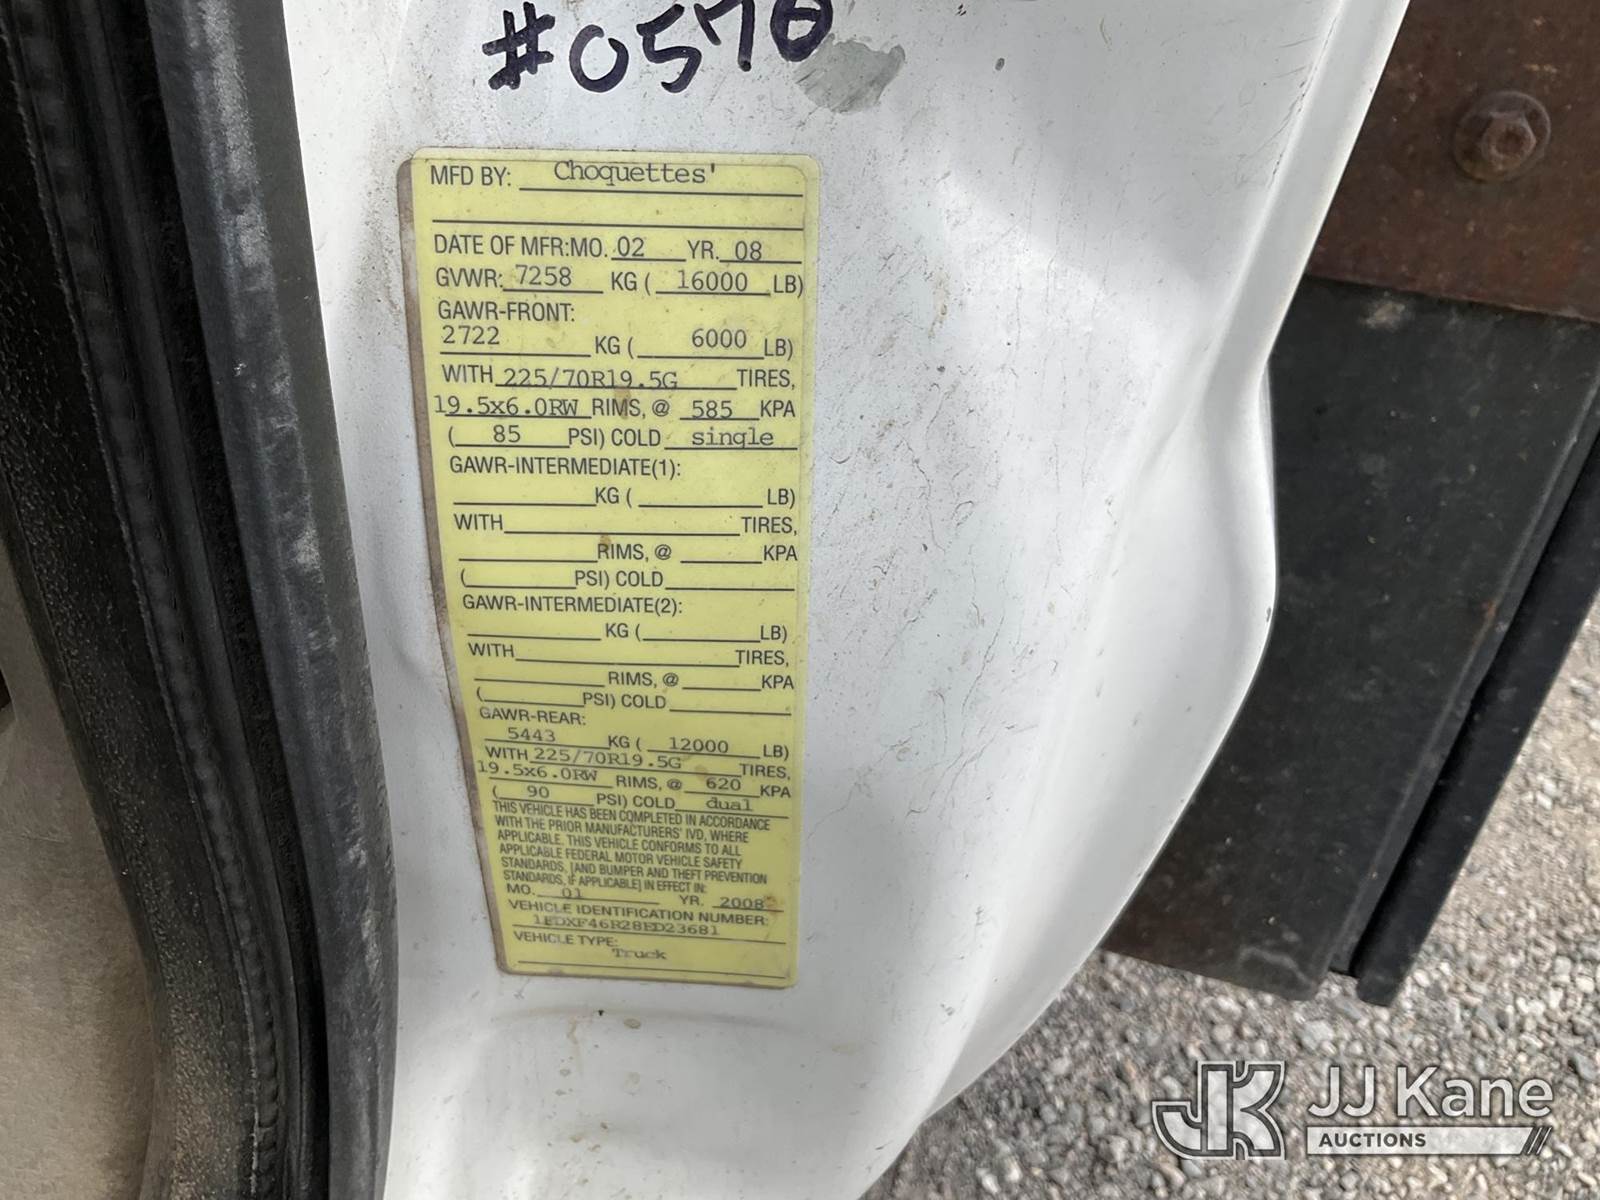 #0578
MFD BY: Choquettes'
DATE OF MFR:MO. 02 YR. 08
GVWR: 7258 KG ( 16000 LB)
GAWR-FRONT:
2722 KG ( 6000 LB)
WITH 225/70R19.5G TIRES,
19.5x6.0RW RIMS, @ 585 KPA
( 85 PSI) COLD single
GAWR-INTERMEDIATE(1):
KG ( LB)
WITH TIRES,
RIMS, @ KPA
( PSI) COLD
GAWR-INTERMEDIATE(2):
KG ( LB)
WITH TIRES,
RIMS, @ KPA
( PSI) COLD
GAWR-REAR:
5443 KG ( 12000 LB)
WITH 225/70R19.5G TIRES,
19.5x6.0RW RIMS, @ 620 KPA
( 90 PSI) COLD dual
THIS VEHICLE HAS BEEN COMPLETED IN ACCORDANCE
WITH THE PRIOR MANUFACTURERS' IVD, WHERE
APPLICABLE. THIS VEHICLE CONFORMS TO ALL
APPLICABLE FEDERAL MOTOR VEHICLE SAFETY
STANDARDS, [AND BUMPER AND THEFT PREVENTION
STANDARDS, IF APPLICABLE] IN EFFECT IN:
MO. 01 YR. 2008
VEHICLE IDENTIFICATION NUMBER:
1FDXF46R28ED23681
VEHICLE TYPE:
Truck
JK JJ Kane
AUCTIONS